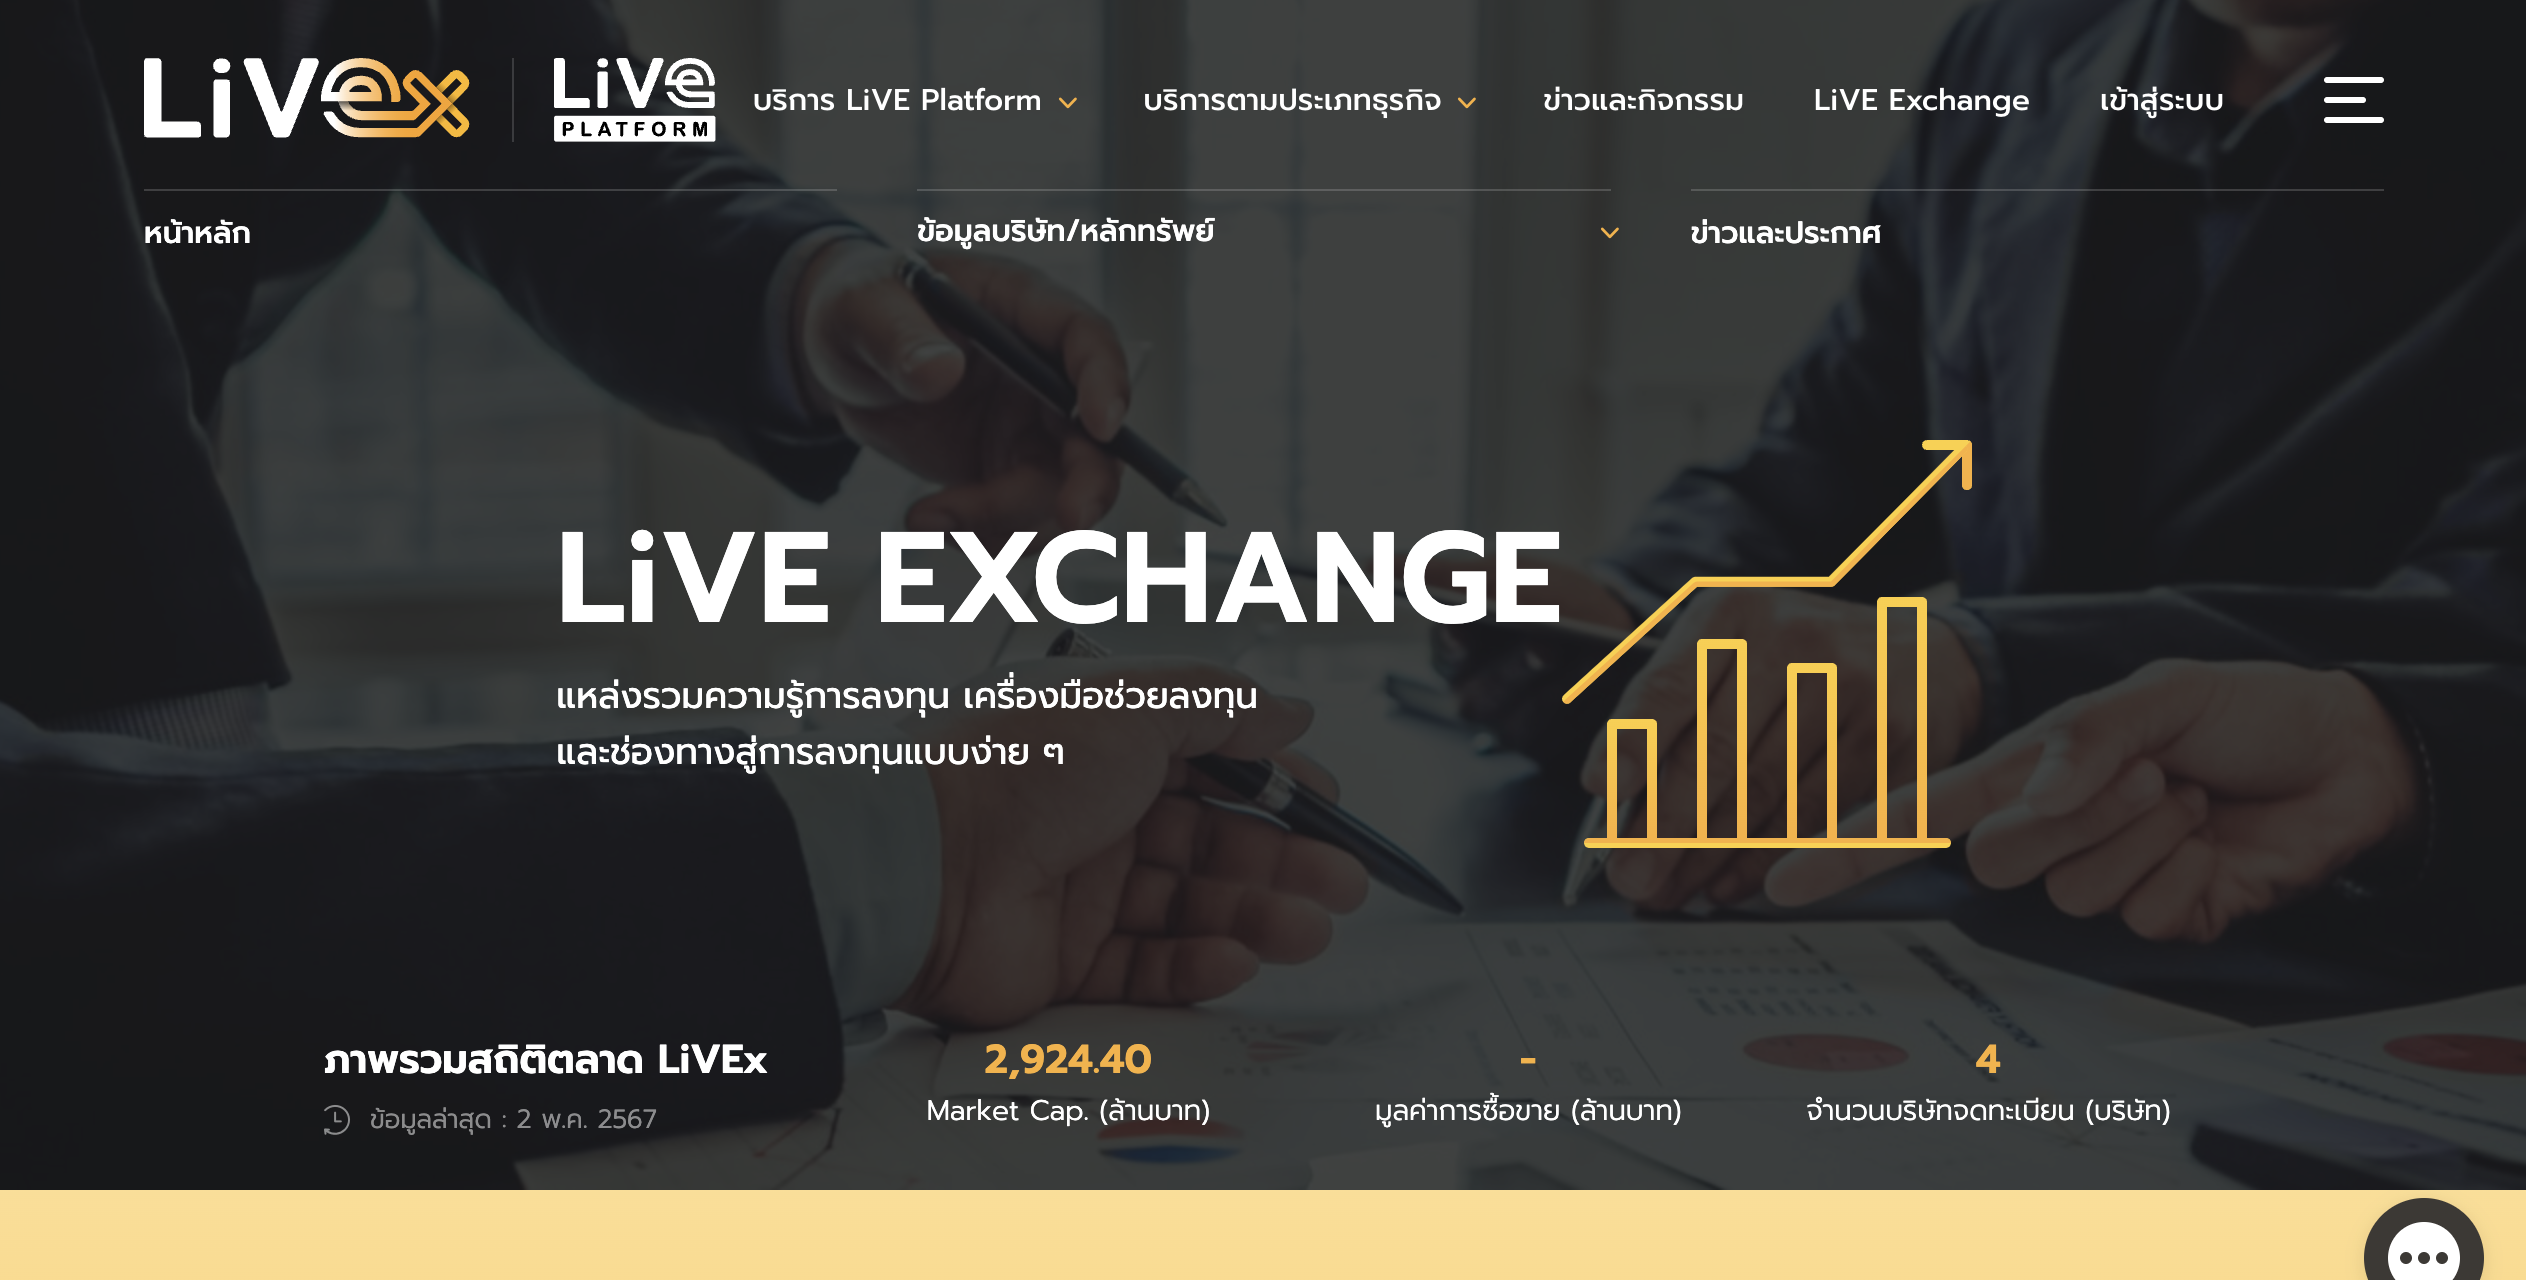 LiVex
LiVe
PLATFORM
บริการ LiVE Platform
บริการตามประเภทธุรกิจ
ข่าวและกิจกรรม
LiVE Exchange
เข้าสู่ระบบ
หน้าหลัก
ข้อมูลบริษัท/หลักทรัพย์
ข่าวและประกาศ
LiVE EXCHANGE
แหล่งรวมความรู้การลงทุน เครื่องมือช่วยลงทุน
และช่องทางสู่การลงทุนแบบง่าย ๆ
ภาพรวมสถิติตลาด LiVEx
ข้อมูลล่าสุด : 2 พ.ค. 2567
2,924.40
Market Cap. (ล้านบาท)
-
มูลค่าการซื้อขาย (ล้านบาท)
4
จำนวนบริษัทจดทะเบียน (บริษัท)